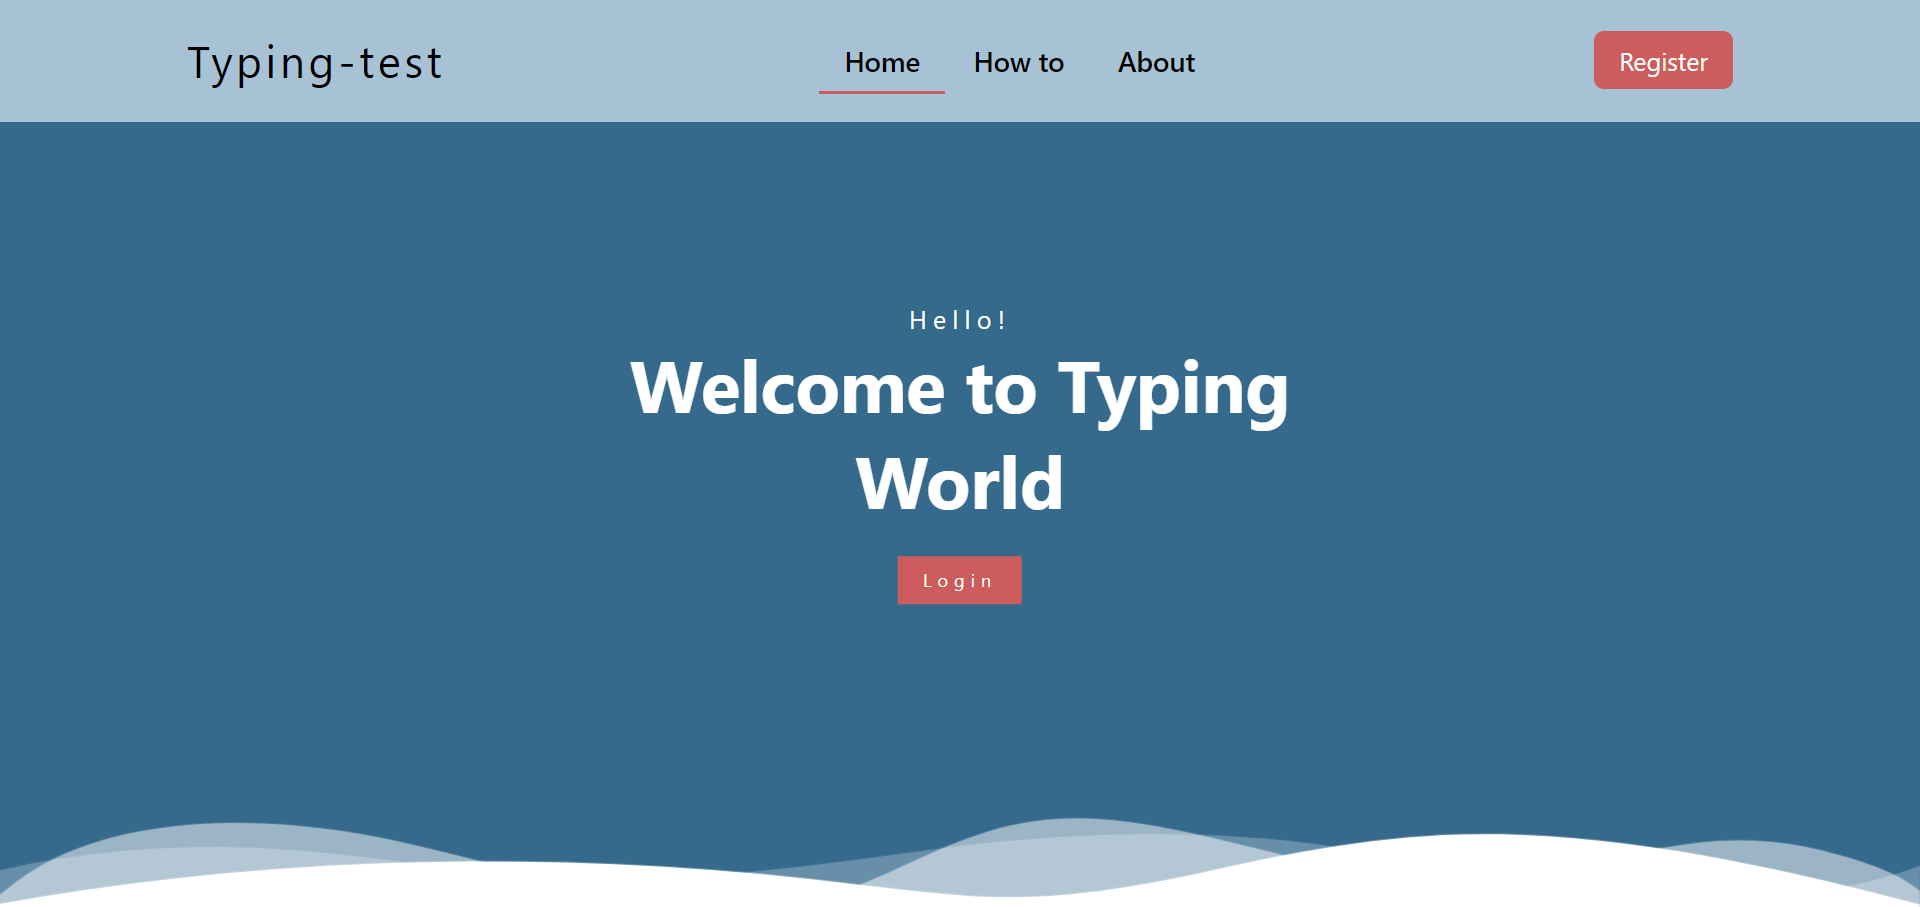 Typing-test
Home
How to
About
Register
Hello!
Welcome to Typing
World
Login